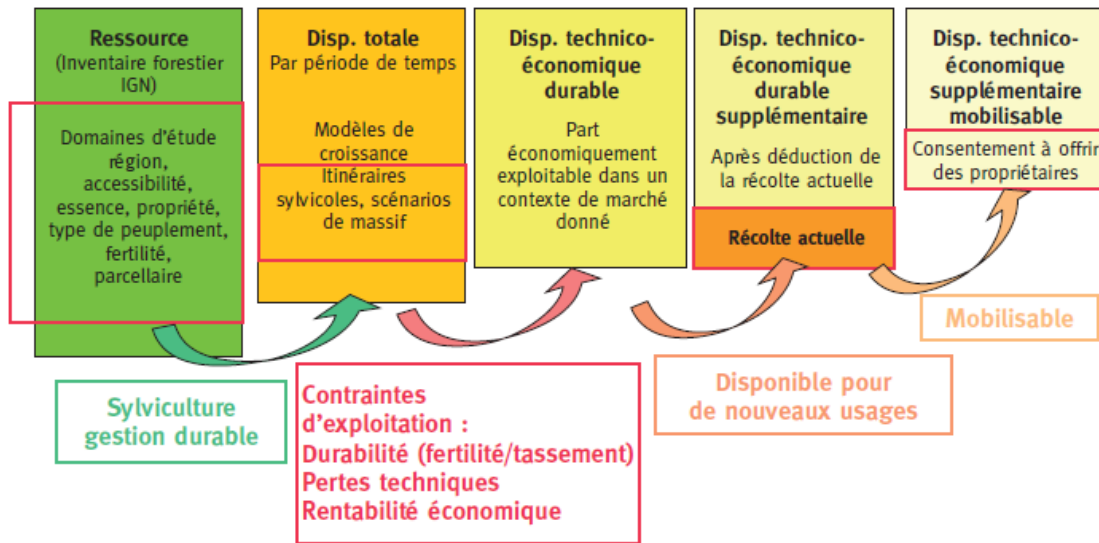 Ressource
(Inventaire forestier
IGN)
Domaines d'étude
région,
accessibilité,
essence, propriété,
type de peuplement,
fertilité,
parcellaire
Disp. totale
Par période de temps
Modèles de
croissance
Itinéraires
sylvicoles, scénarios
de massif
Disp. technico-
économique
durable
Part
économiquement
exploitable dans un
contexte de marché
donné
Disp. technico-
économique
durable
supplémentaire
Après déduction de
la récolte actuelle
Récolte actuelle
Disp. technico-
économique
supplémentaire
mobilisable
Consentement à offrir
des propriétaires
Sylviculture
gestion durable
Contraintes
d'exploitation :
Durabilité (fertilité/tassement)
Pertes techniques
Rentabilité économique
Disponible pour
de nouveaux usages
Mobilisable